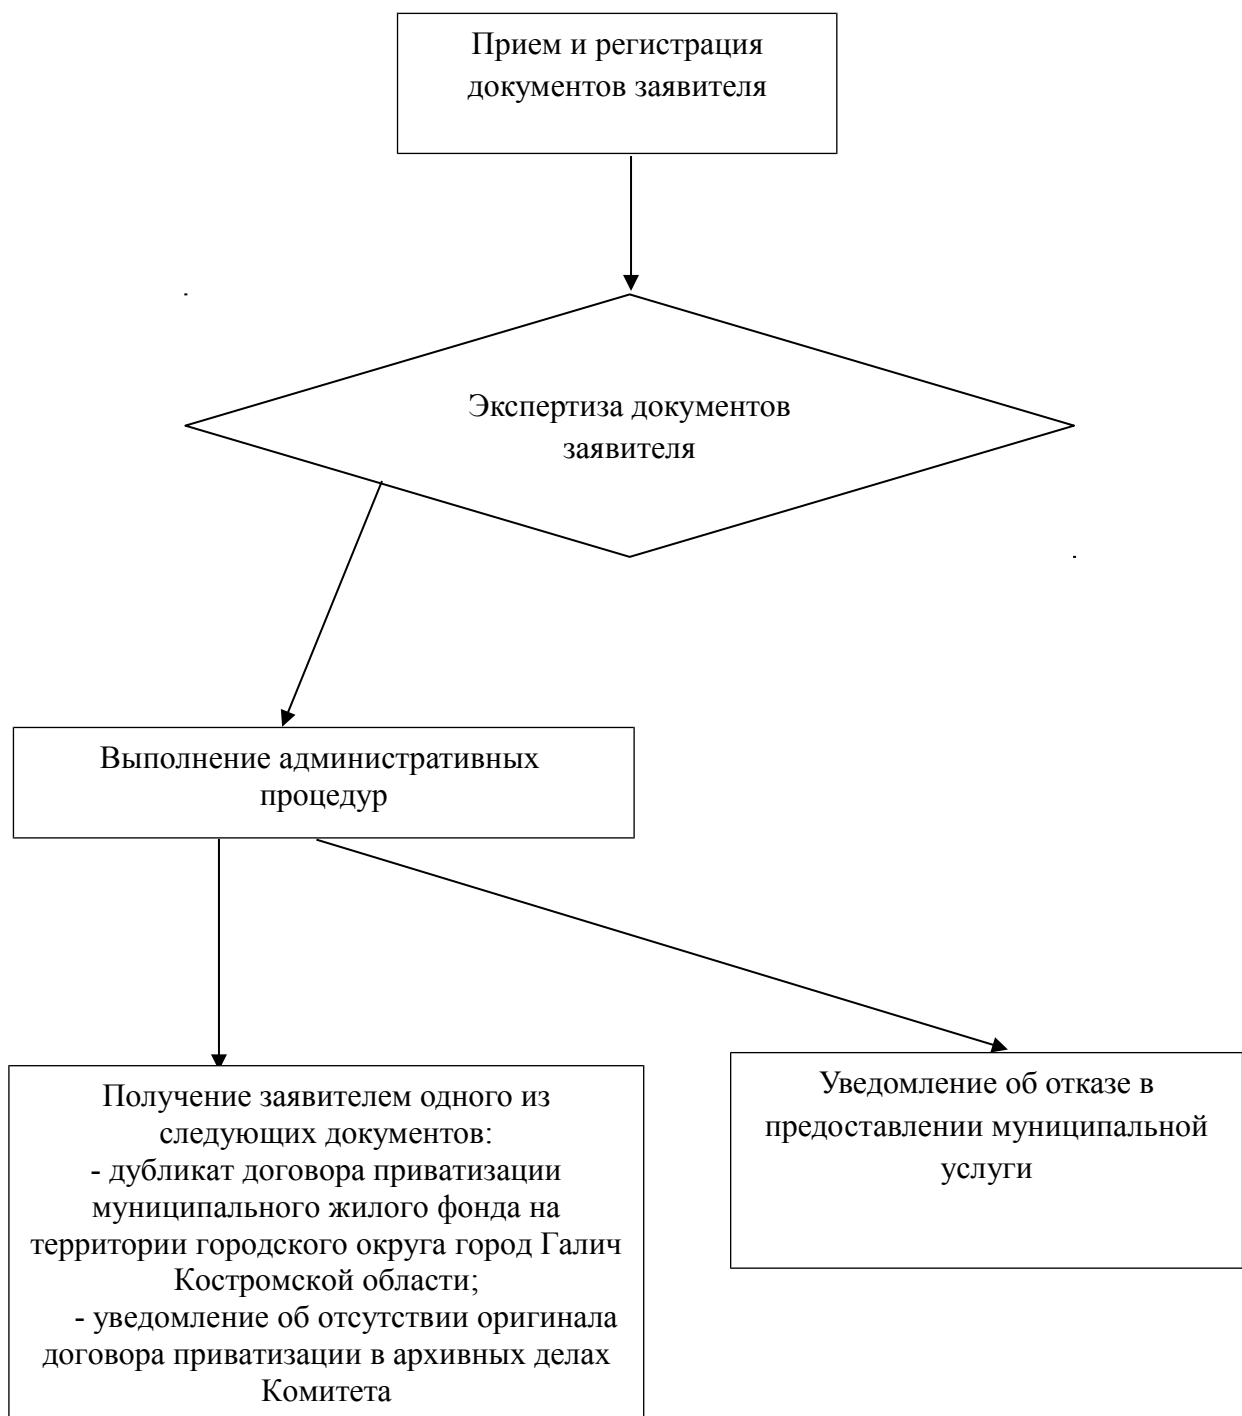 Прием и регистрация
документов заявителя
Экспертиза документов
заявителя
Выполнение административных
процедур
Получение заявителем одного из
следующих документов:
- дубликат договора приватизации
муниципального жилого фонда на
территории городского округа город Галич
Костромской области;
- уведомление об отсутствии оригинала
договора приватизации в архивных делах
Комитета
Уведомление об отказе в
предоставлении муниципальной
услуги